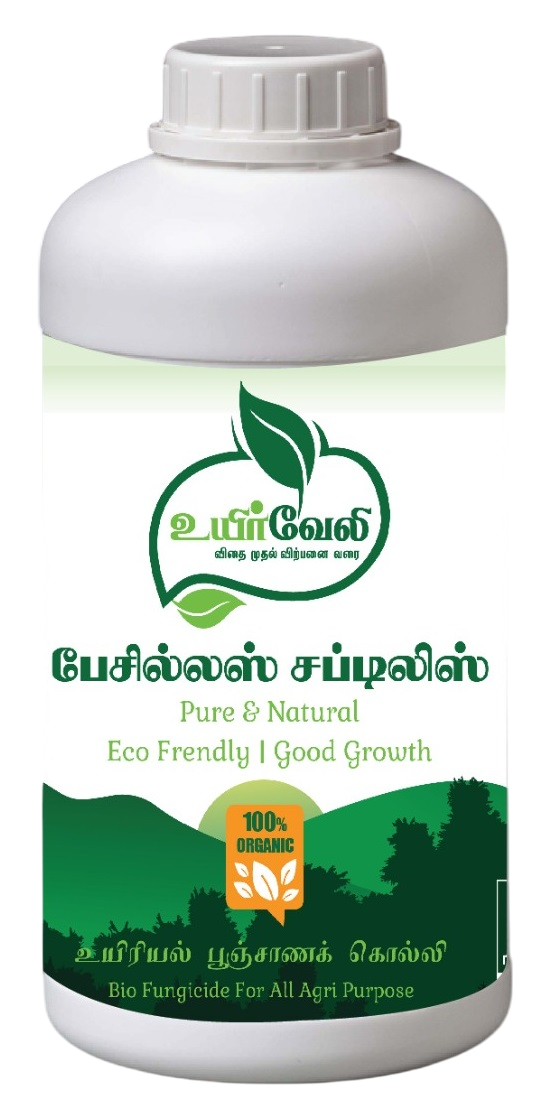 உயிர்வேலி
விதை முதல் விற்பனை வரை
பேசில்லஸ் சப்டிலிஸ்
Pure & Natural
Eco Frendly | Good Growth
100%
ORGANIC
உயிரியல் பூஞ்சாணக் கொல்லி
Bio Fungicide For All Agri Purpose